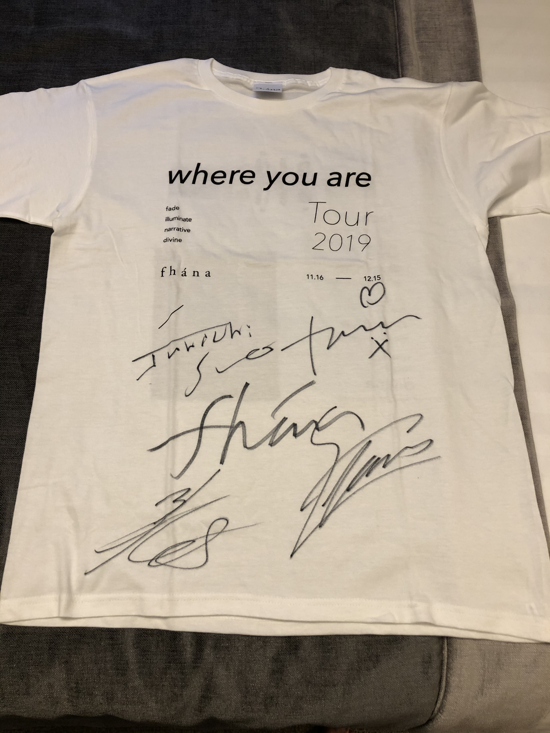 where you are
fade
illuminate
narrative
divine
Tour
2019
fhána
11.16 — 12.15
fhána